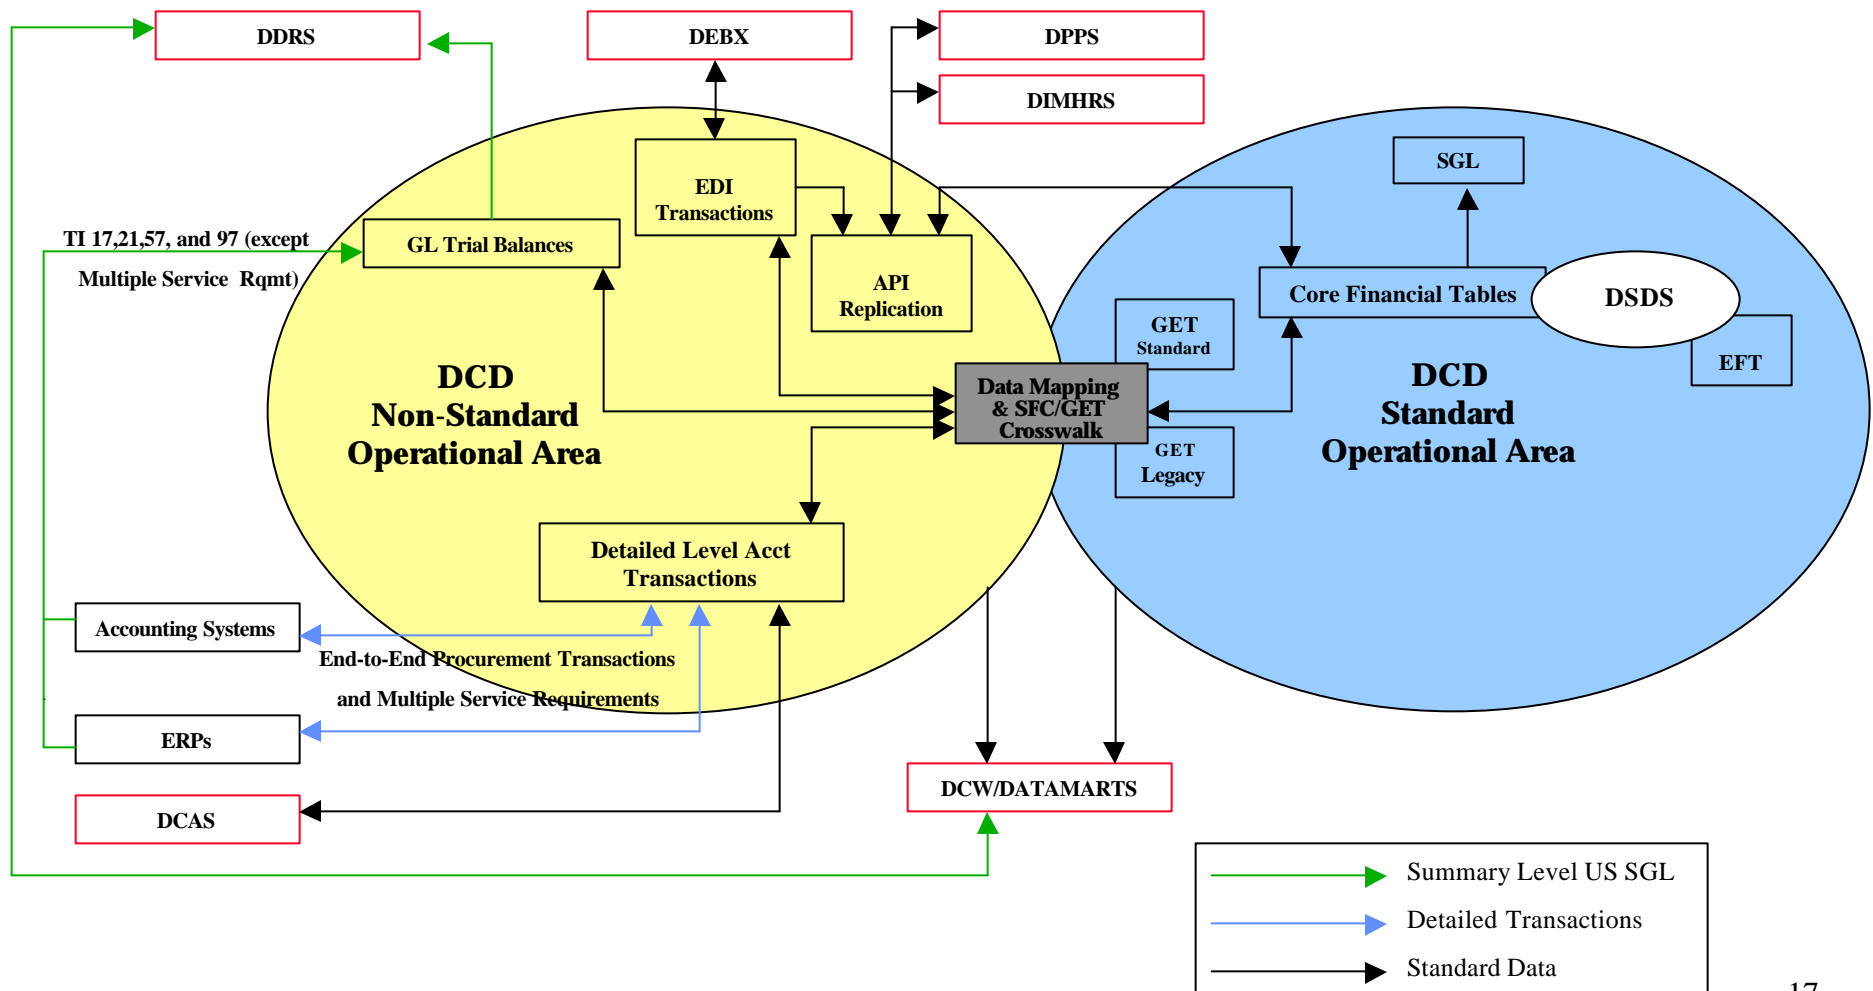 DDRS
DEBX
DPPS
DIMHRS
SGL
EDI
Transactions
TI 17,21,57, and 97 (except
Multiple Service Rqmt)
GL Trial Balances
API
Replication
Core Financial Tables
DSDS
GET
Standard
EFT
DCD
Non-Standard
Operational Area
Data Mapping
& SFC/GET
Crosswalk
DCD
Standard
Operational Area
GET
Legacy
Detailed Level Acct
Transactions
Accounting Systems
End-to-End Procurement Transactions
and Multiple Service Requirements
ERPs
DCW/DATAMARTS
DCAS
Summary Level US SGL
Detailed Transactions
Standard Data
17